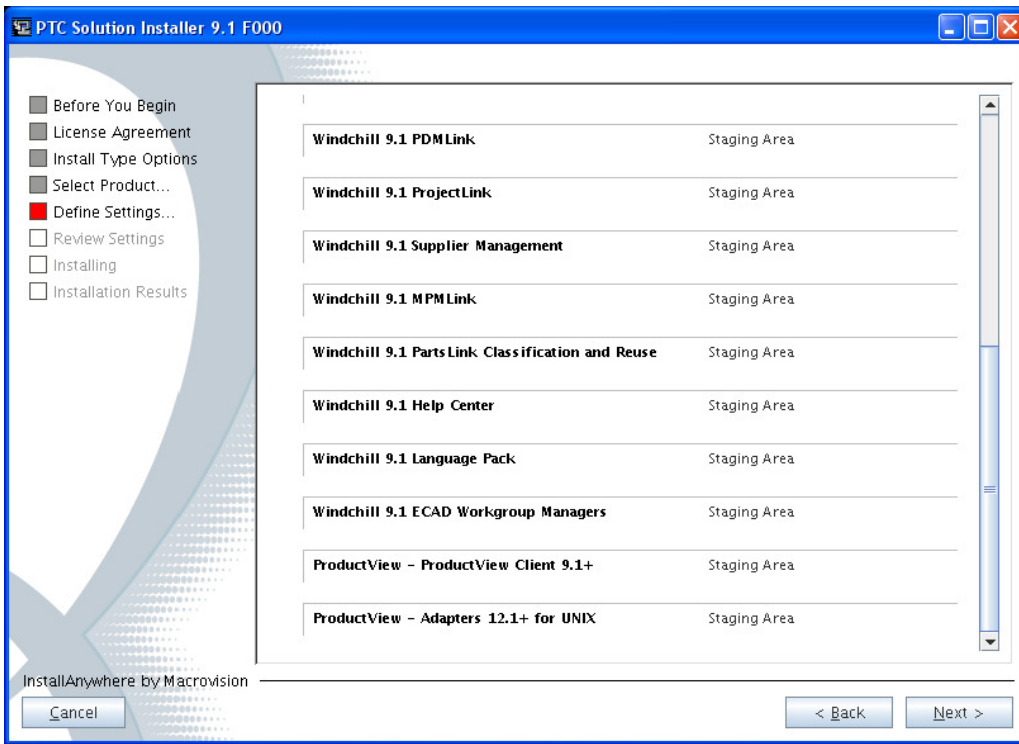 PTC Solution Installer 9.1 F000
Before You Begin
License Agreement
Install Type Options
Select Product...
Define Settings...
Review Settings
Installing
Installation Results
Windchill 9.1 PDMLink Staging Area
Windchill 9.1 ProjectLink Staging Area
Windchill 9.1 Supplier Management Staging Area
Windchill 9.1 MPMLink Staging Area
Windchill 9.1 PartsLink Classification and Reuse Staging Area
Windchill 9.1 Help Center Staging Area
Windchill 9.1 Language Pack Staging Area
Windchill 9.1 ECAD Workgroup Managers Staging Area
ProductView - ProductView Client 9.1+ Staging Area
ProductView - Adapters 12.1+ for UNIX Staging Area
InstallAnywhere by Macrovision
Cancel < Back Next >